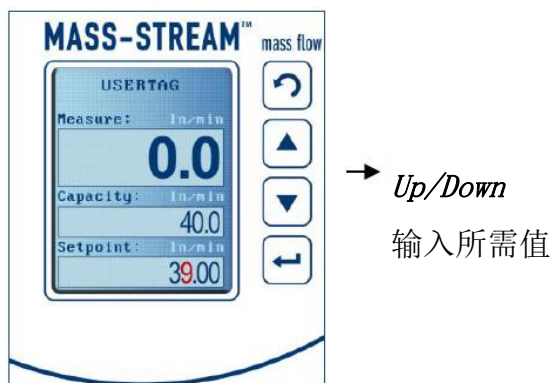 MASS-STREAM™ mass flow
USERTAG
Measure: ln/min
0.0
Capacity: ln/min
40.0
Setpoint: ln/min
39.00
→ Up/Down
输入所需值